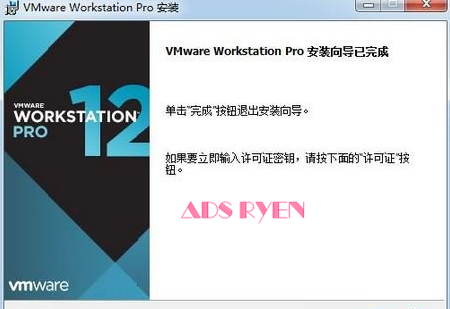 VMware Workstation Pro 安装
VMware Workstation Pro 安装向导已完成
VMWARE
WORKSTATION
PRO 12
单击"完成"按钮退出安装向导。
如果要立即输入许可证密钥，请按下面的"许可证"按
钮。
ADS RYEN
vmware